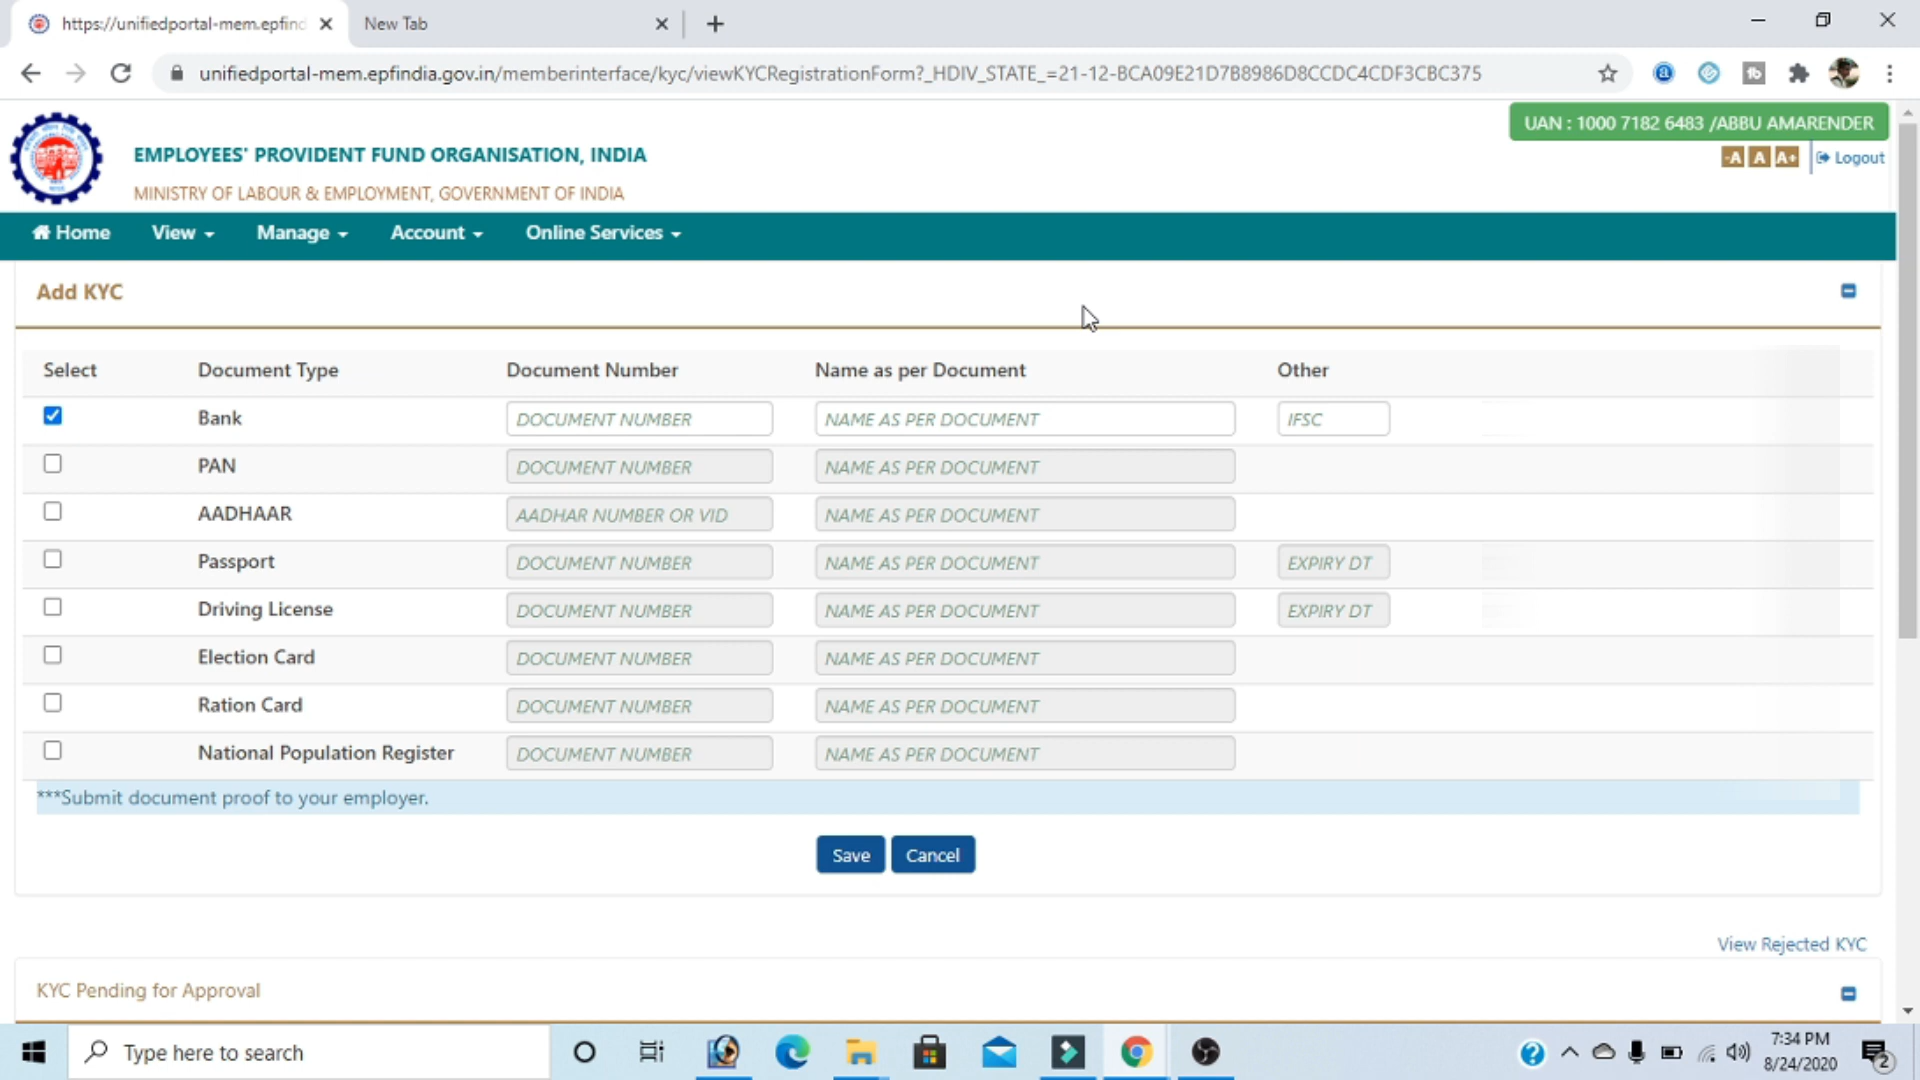 https://unifiedportal-mem.epfind
New Tab
unifiedportal-mem.epfindia.gov.in/memberinterface/kyc/viewKYCRegistrationForm?_HDIV_STATE_=21-12-BCA09E21D7B8986D8CCDC4CDF3CBC375
UAN : 1000 7182 6483 /ABBU AMARENDER
EMPLOYEES' PROVIDENT FUND ORGANISATION, INDIA
-A A A+ Logout
MINISTRY OF LABOUR & EMPLOYMENT, GOVERNMENT OF INDIA
Home View Manage Account Online Services
Add KYC
Select Document Type Document Number Name as per Document Other
Bank DOCUMENT NUMBER NAME AS PER DOCUMENT IFSC
PAN DOCUMENT NUMBER NAME AS PER DOCUMENT
AADHAAR AADHAR NUMBER OR VID NAME AS PER DOCUMENT
Passport DOCUMENT NUMBER NAME AS PER DOCUMENT EXPIRY DT
Driving License DOCUMENT NUMBER NAME AS PER DOCUMENT EXPIRY DT
Election Card DOCUMENT NUMBER NAME AS PER DOCUMENT
Ration Card DOCUMENT NUMBER NAME AS PER DOCUMENT
National Population Register DOCUMENT NUMBER NAME AS PER DOCUMENT
***Submit document proof to your employer.
Save Cancel
View Rejected KYC
KYC Pending for Approval
Type here to search
7:34 PM
8/24/2020
2